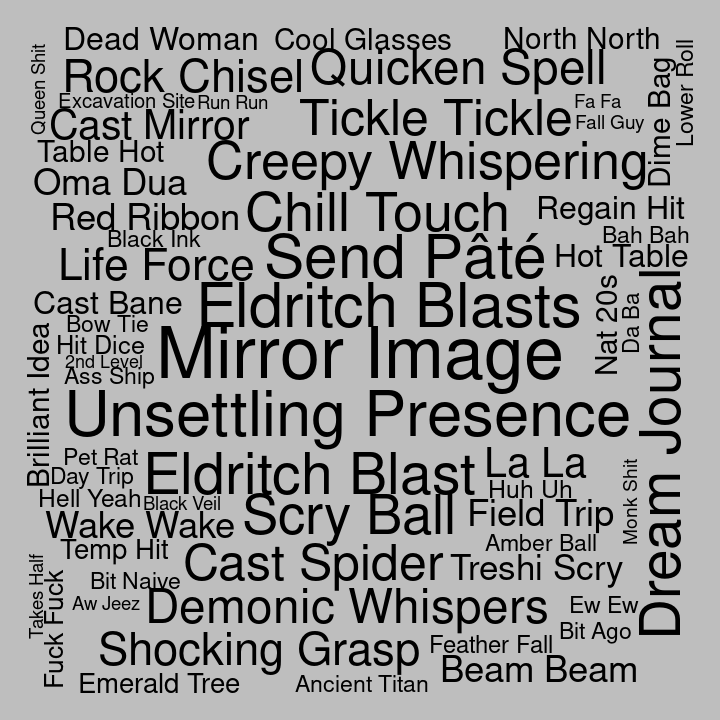 Dead Woman
Cool Glasses
North North
Queen Shit
Rock Chisel
Quicken Spell
Dime Bag
Lower Roll
Excavation Site
Run Run
Tickle Tickle
Fa Fa
Cast Mirror
Fall Guy
Table Hot
Creepy Whispering
Oma Dua
Red Ribbon
Chill Touch
Regain Hit
Black Ink
Bah Bah
Life Force
Send Pâté
Hot Table
Cast Bane
Eldritch Blasts
Nat 20s
Da Ba
Dream Journal
Bow Tie
Hit Dice
Mirror Image
2nd Level
Ass Ship
Brilliant Idea
Unsettling Presence
Pet Rat
Eldritch Blast
La La
Day Trip
Huh Uh
Monk Shit
Hell Yeah
Black Veil
Scry Ball
Field Trip
Wake Wake
Temp Hit
Amber Ball
Cast Spider
Treshi Scry
Bit Naive
Takes Half
Fuck Fuck
Aw Jeez
Demonic Whispers
Ew Ew
Bit Ago
Shocking Grasp
Feather Fall
Beam Beam
Emerald Tree
Ancient Titan